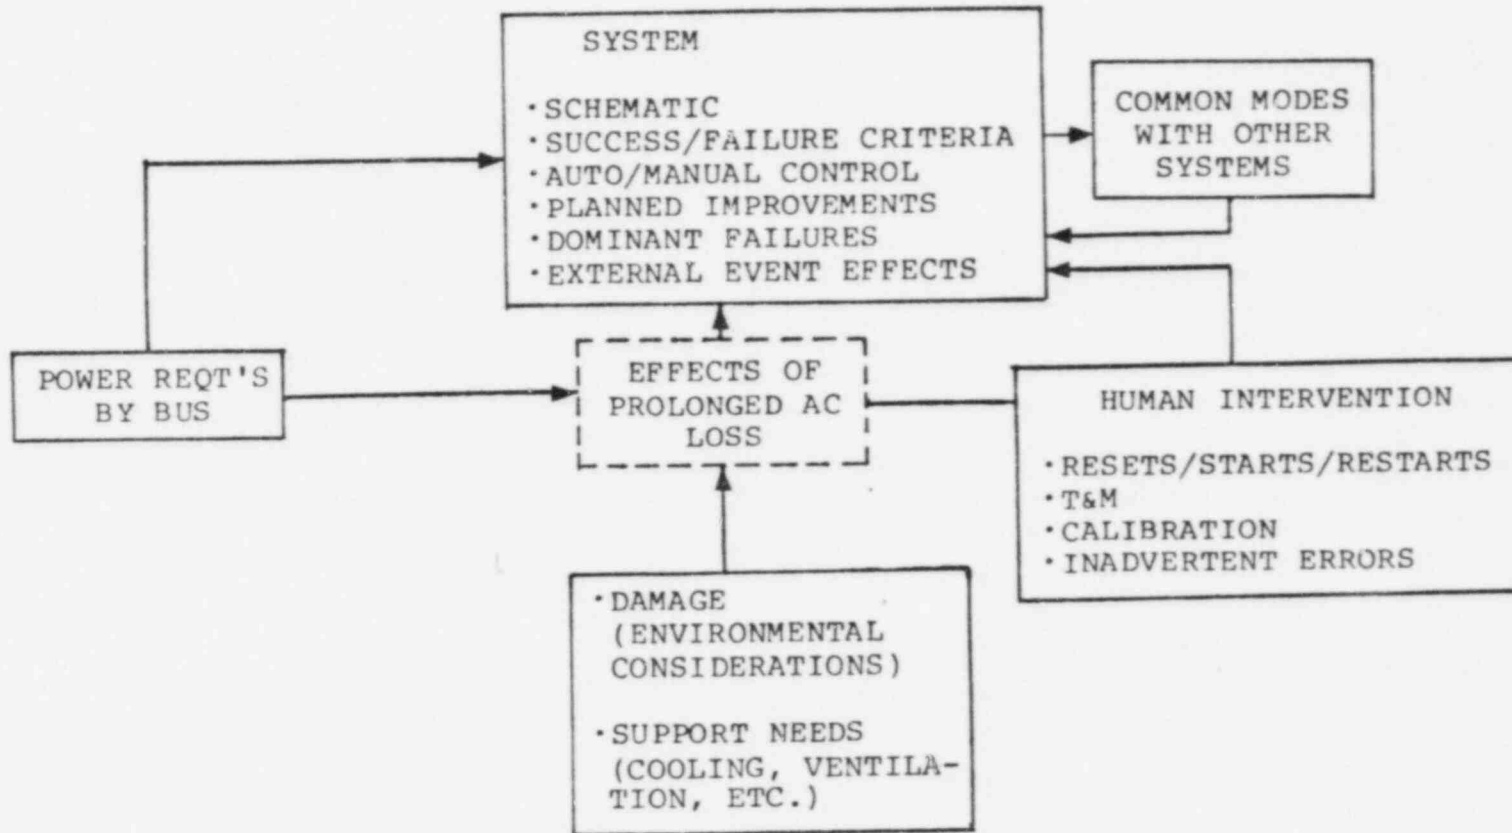 SYSTEM
·SCHEMATIC
·SUCCESS/FAILURE CRITERIA
·AUTO/MANUAL CONTROL
·PLANNED IMPROVEMENTS
·DOMINANT FAILURES
·EXTERNAL EVENT EFFECTS
COMMON MODES
WITH OTHER
SYSTEMS
POWER REQT'S
BY BUS
EFFECTS OF
PROLONGED AC
LOSS
HUMAN INTERVENTION
·RESETS/STARTS/RESTARTS
·T&M
·CALIBRATION
·INADVERTENT ERRORS
·DAMAGE
(ENVIRONMENTAL
CONSIDERATIONS)
·SUPPORT NEEDS
(COOLING, VENTILA-
TION, ETC.)